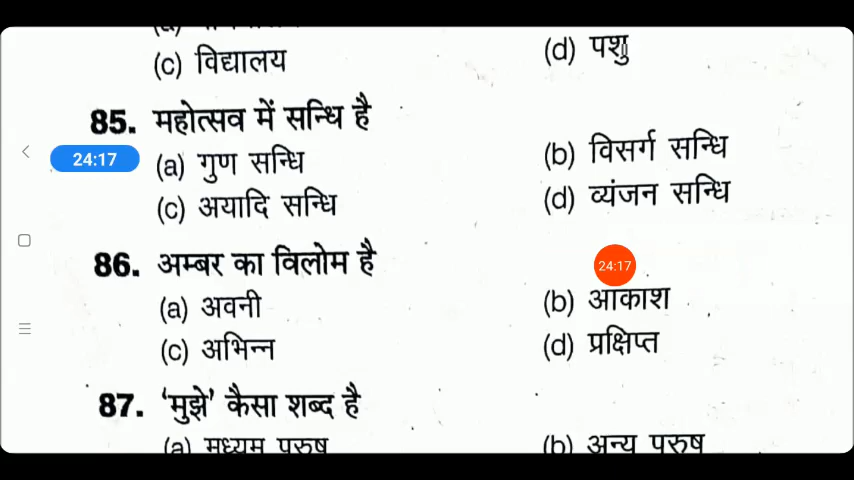 (c) विद्यालय (d) पशु
85. महोत्सव में सन्धि है
24:17 (a) गुण सन्धि (b) विसर्ग सन्धि
(c) अयादि सन्धि (d) व्यंजन सन्धि
86. अम्बर का विलोम है
24:17
(a) अवनी (b) आकाश
(c) अभिन्न (d) प्रक्षिप्त
87. 'मुझे' कैसा शब्द है
(a) मध्यम पुरुष (b) अन्य पुरुष